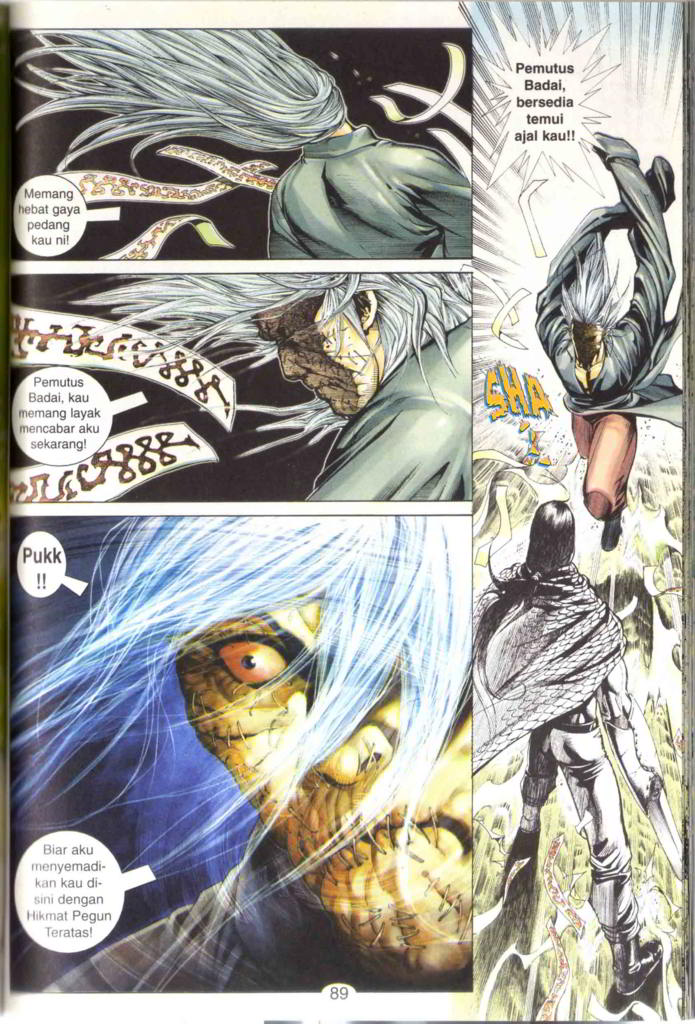 Memang
hebat gaya
pedang
kau ni!
Pemutus
Badai, kau
memang layak
mencabar aku
sekarang!
Pukk
!!
Biar aku
menyemadi-
kan kau di-
sini dengan
Hikmat Pegun
Teratas!
Pemutus
Badai,
bersedia
temui
ajal kau!!
SHA
89